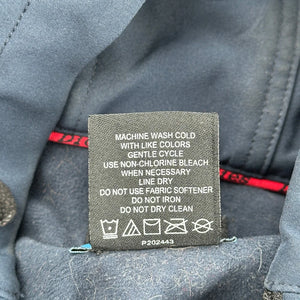 MACHINE WASH COLD
WITH LIKE COLORS
GENTLE CYCLE
USE NON-CHLORINE BLEACH
WHEN NECESSARY
LINE DRY
DO NOT USE FABRIC SOFTENER
DO NOT IRON
DO NOT DRY CLEAN
P202443